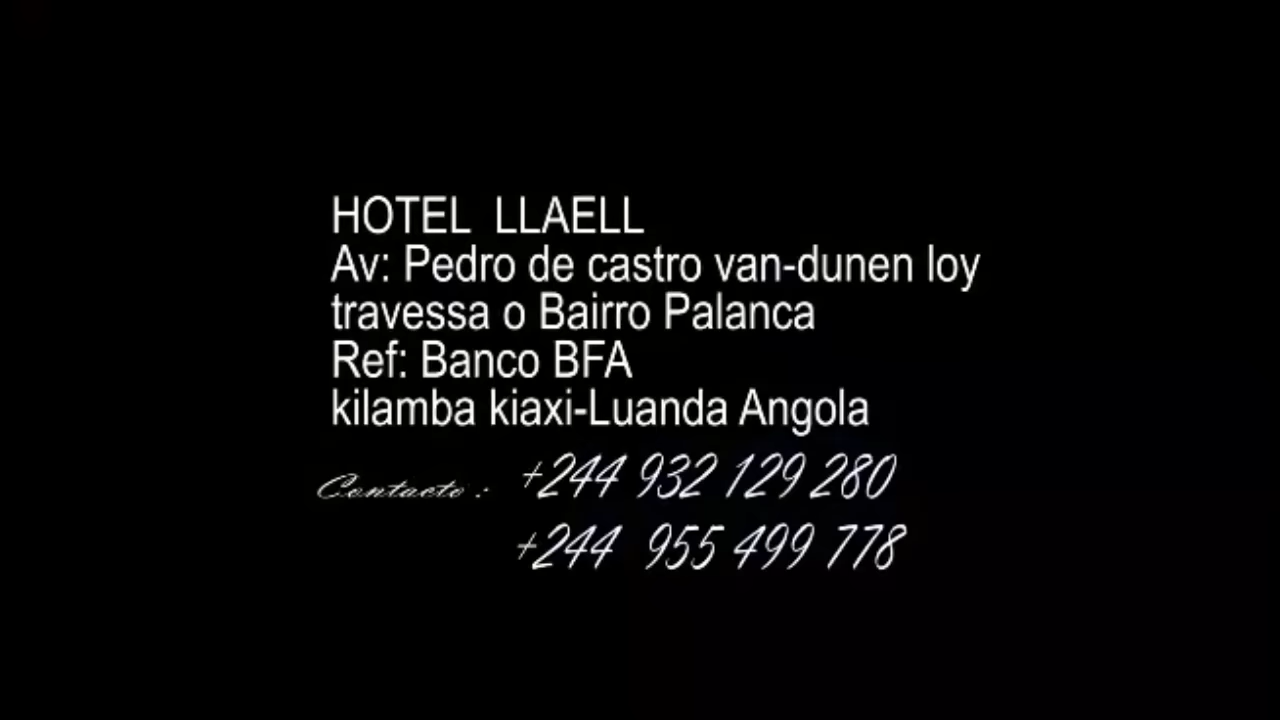 HOTEL LLAELL
Av: Pedro de castro van-dunen loy
travessa o Bairro Palanca
Ref: Banco BFA
kilamba kiaxi-Luanda Angola
Contacto : +244 932 129 280
+244 955 499 778